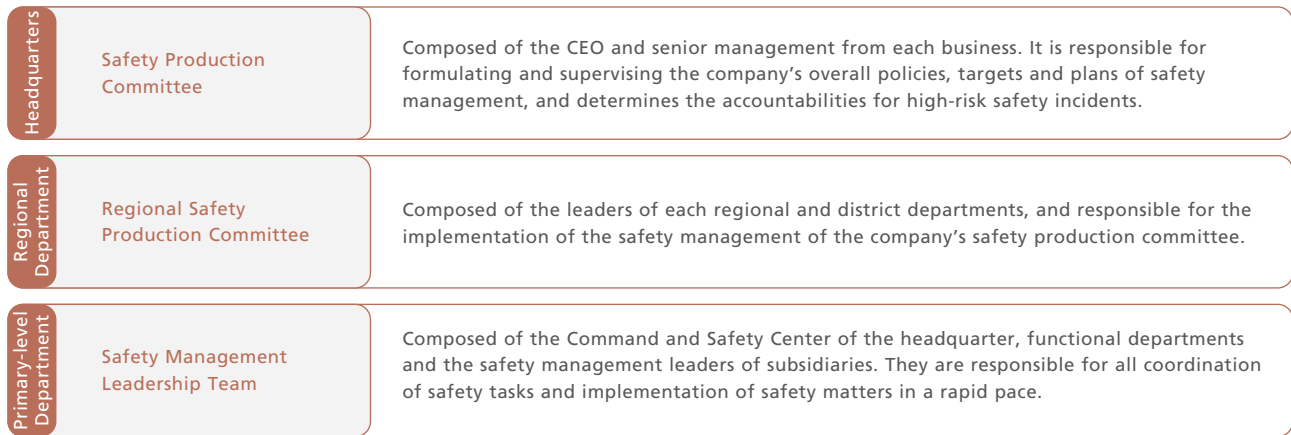 Headquarters
Safety Production
Committee
Composed of the CEO and senior management from each business. It is responsible for
formulating and supervising the company's overall policies, targets and plans of safety
management, and determines the accountabilities for high-risk safety incidents.
Regional
Department
Regional Safety
Production Committee
Composed of the leaders of each regional and district departments, and responsible for the
implementation of the safety management of the company's safety production committee.
Primary-level
Department
Safety Management
Leadership Team
Composed of the Command and Safety Center of the headquarter, functional departments
and the safety management leaders of subsidiaries. They are responsible for all coordination
of safety tasks and implementation of safety matters in a rapid pace.